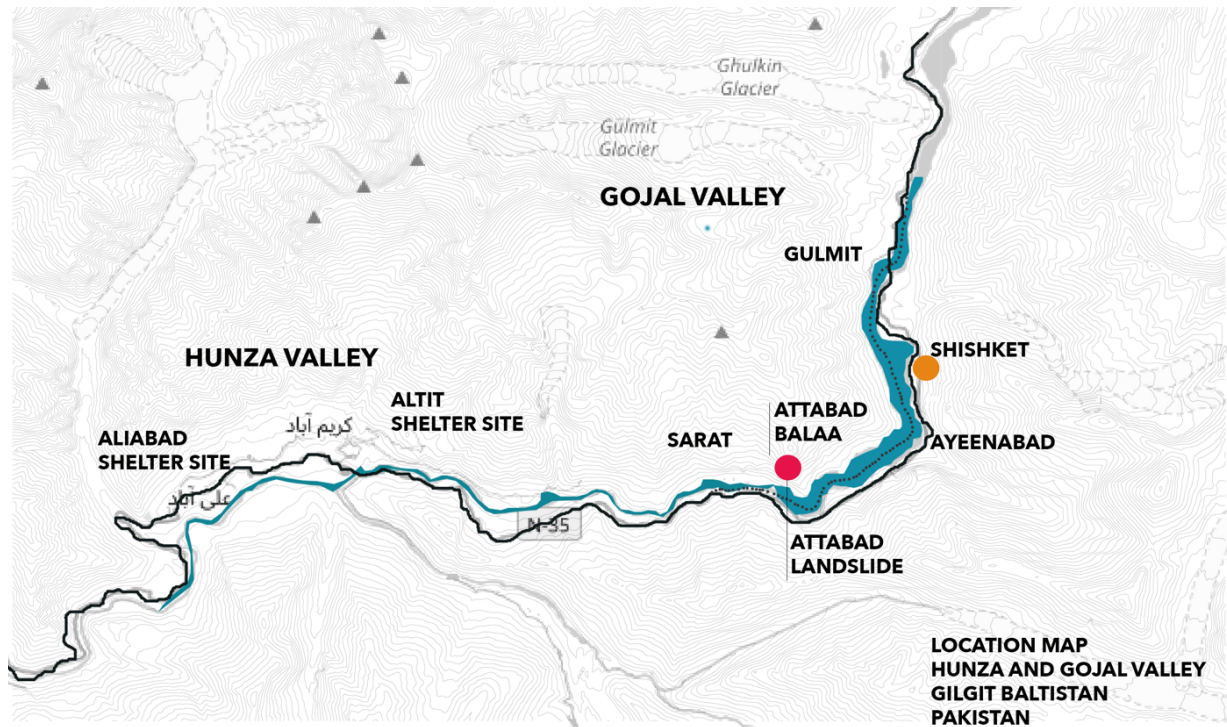 Ghulkin
Glacier
Gulmit
Glacier
GOJAL VALLEY
GULMIT
HUNZA VALLEY
SHISHKET
ALTIT
SHELTER SITE
کریم آباد
ATTABAD
BALAA
SARAT
AYEENABAD
ALIABAD
SHELTER SITE
علی آباد
N-35
ATTABAD
LANDSLIDE
LOCATION MAP
HUNZA AND GOJAL VALLEY
GILGIT BALTISTAN
PAKISTAN